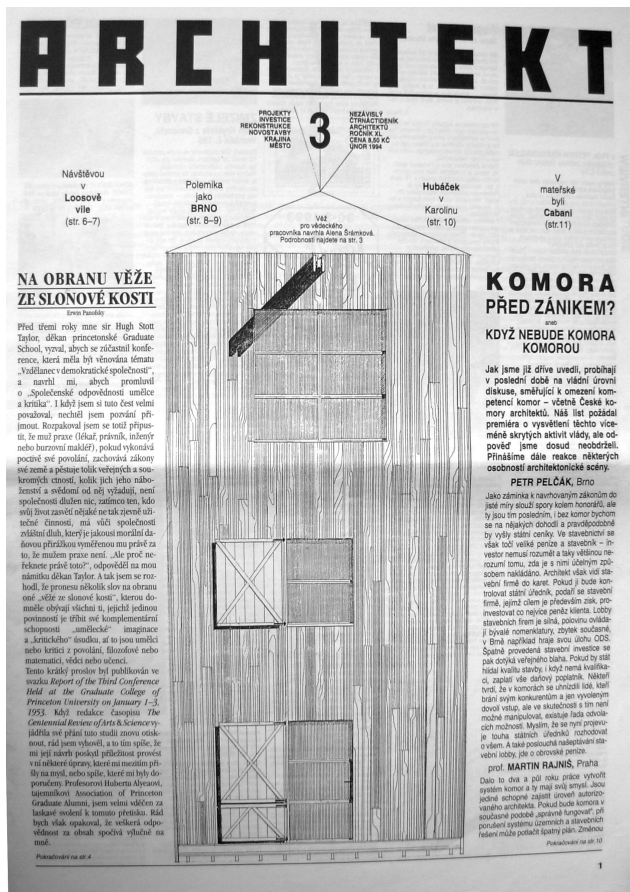 ARCHITEKT
PROJEKTY
INVESTICE
REKONSTRUKCE
NOVOSTAVBY
KRAJINA
MĚSTO
3
NEZÁVISLÝ
ČTRNÁCTIDENÍK
ARCHITEKTŮ
ROČNÍK XL
CENA 8,50 KČ
ÚNOR 1994
Návštěvou
v
Loosově
vile
(str. 6–7)
Polemika
jako
BRNO
(str. 8–9)
Věž
pro vědeckého
pracovníka navrhla Alena Šrámková.
Podrobnosti najdete na str. 3
Hubáček
v
Karolinu
(str. 10)
V
mateřské
byli
Cabani
(str.11)
NA OBRANU VĚŽE
ZE SLONOVÉ KOSTI
Erwin Panofsky
Před třemi roky mne sir Hugh Stott
Taylor, děkan princetonské Graduate
School, vyzval, abych se zúčastnil konfe-
rence, která měla být věnována tématu
„Vzdělanec v demokratické společnosti“,
a navrhl mi, abych promluvil
o „Společenské odpovědnosti umělce
a kritika“. I když jsem si tuto čest velmi
považoval, nechtěl jsem pozvání při-
jmout. Rozpakoval jsem se totiž připus-
tit, že muž praxe (lékař, právník, inženýr
nebo burzovní makléř), pokud vykonává
poctivě své povolání, zachovává zákony
své země a pěstuje tolik veřejných a sou-
kromých ctností, kolik jich jeho nábo-
ženství a svědomí od něj vyžadují, není
společnosti dlužen nic, zatímco ten, kdo
svůj život zasvětí nějaké ne tak zjevně uži-
tečné činnosti, má vůči společnosti
zvláštní dluh, který je jakousi morální da-
ňovou přirážkou vyměřenou mu právě za
to, že mužem praxe není. „Ale proč ne-
řeknete právě toto?“, odpověděl na mou
námitku děkan Taylor. A tak jsem se roz-
hodl, že pronesu několik slov na obranu
oné „věže ze slonové kosti“, kterou do-
mněle obývají všichni ti, jejichž jedinou
povinností je tříbit své komplementární
schopnosti „umělecké“ imaginace
a „kritického“ úsudku, ať to jsou umělci
nebo kritici z povolání, filozofové nebo
matematici, vědci nebo učenci.
Tento krátký proslov byl publikován ve
svazku Report of the Third Conference
Held at the Graduate College of
Princeton University on January 1–3,
1953. Když redakce časopisu The
Centennial Review of Arts & Science vy-
jádřila své přání tuto studii znovu otisk-
nout, rád jsem vyhověl, a to tím spíše, že
mi její návrh poskytl příležitost provést
v ní některé úpravy, které mi mezitím při-
šly na mysl, nebo spíše, které mi byly do-
poručeny. Profesorovi Hubertu Alyeaovi,
tajemníkovi Association of Princeton
Graduate Alumni, jsem velmi vděčen za
laskavé svolení k tomuto přetisku. Rád
bych však opakoval, že veškerá odpo-
vědnost za obsah spočívá výlučně na
mně.
Pokračování na str.4
KOMORA
PŘED ZÁNIKEM?
aneb
KDYŽ NEBUDE KOMORA
KOMOROU
Jak jsme již dříve uvedli, probíhají
v poslední době na vládní úrovni
diskuse, směřující k omezení kom-
petencí komor – včetně České ko-
mory architektů. Náš list požádal
premiéra o vysvětlení těchto více-
méně skrytých aktivit vlády, ale od-
pověď jsme dosud neobdrželi.
Přinášíme dále reakce některých
osobností architektonické scény.
PETR PELČÁK, Brno
Jako záminka k navrhovaným zákonům do
jisté míry slouží spory kolem honorářů, ale
ty jsou tím posledním, i bez komor bychom
se na nějakých dohodli a pravděpodobně
by vyšly státní ceníky. Ve stavebnictví se
však točí veliké peníze a stavebník – in-
vestor nemusí rozumět a taky většinou ne-
rozumí tomu, zda je s nimi účelným způ-
sobem nakládáno. Architekt však vidí sta-
vební firmě do karet. Pokud ji bude kon-
trolovat státní úředník, podaří se stavební
firmě, jejímž cílem je především zisk, pro-
investovat co nejvíce peněz klienta. Lobby
stavebních firem je silná, polovinu ovláda-
jí bývalé nomenklatury, zbytek současné,
v Brně například hraje svou úlohu ODS.
Špatně provedená stavební investice se
pak dotýká veřejného blaha. Pokud by stát
hlídal kvalitu stavby, i když nemá kvalifika-
ci, zaplatí vše daňový poplatník. Někteří
tvrdí, že v komorách se uhnízdili lidé, kteří
brání svým konkurentům a jen vyvoleným
dovolí vstup, ale ve skutečnosti s tím není
možné manipulovat, existuje řada odvola-
cích možností. Myslím, že se nyní projevu-
je touha státních úředníků rozhodovat
o všem. A také poslouchá našeptávání sta-
vební lobby, jde o obrovské peníze.
prof. MARTIN RAJNIŠ, Praha
Dalo to dva a půl roku práce vytvořit
systém komor a ty mají svůj smysl. Jsou
jediné schopné zajistit úroveň autorizo-
vaného architekta. Pokud bude komora v
současné podobě „správně fungovat“, při
porušení systému územních a stavebních
řešení může potlačit špatný plán. Změnou
Pokračování na str.10
1